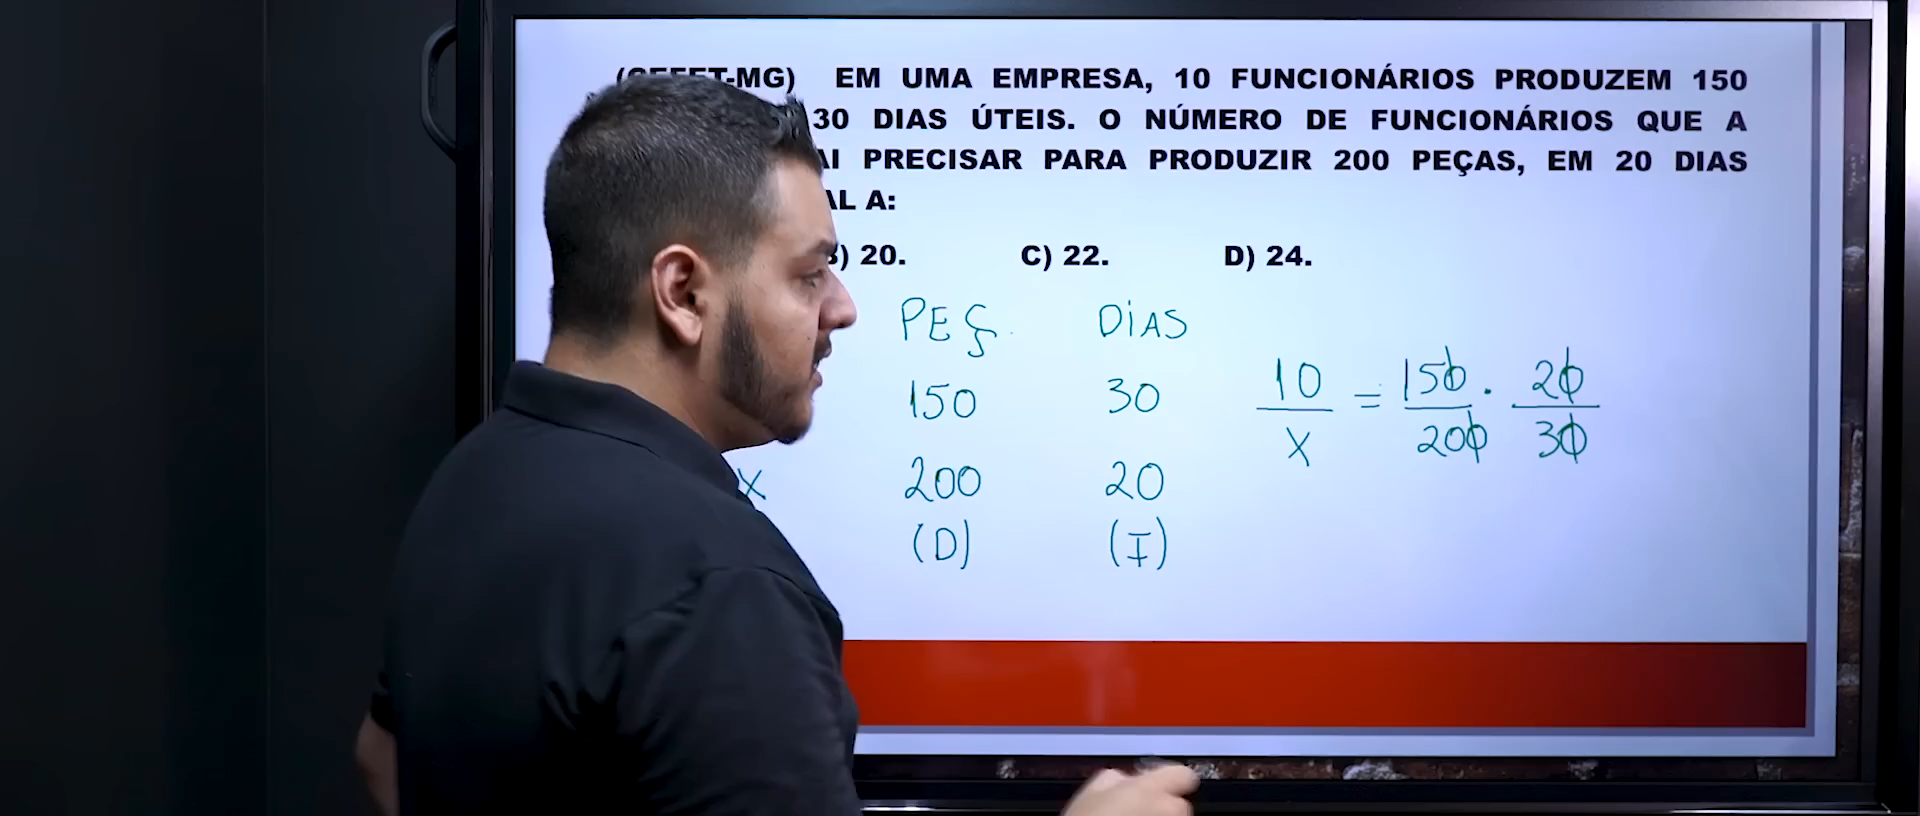 -MG) EM UMA EMPRESA, 10 FUNCIONÁRIOS PRODUZEM 150
30 DIAS ÚTEIS. O NÚMERO DE FUNCIONÁRIOS QUE A
PRECISAR PARA PRODUZIR 200 PEÇAS, EM 20 DIAS
A:
B) 20. C) 22. D) 24.
PEÇ. DIAS
150 30
X 200 20
(D) (I)
10/X = 150/200 . 20/30